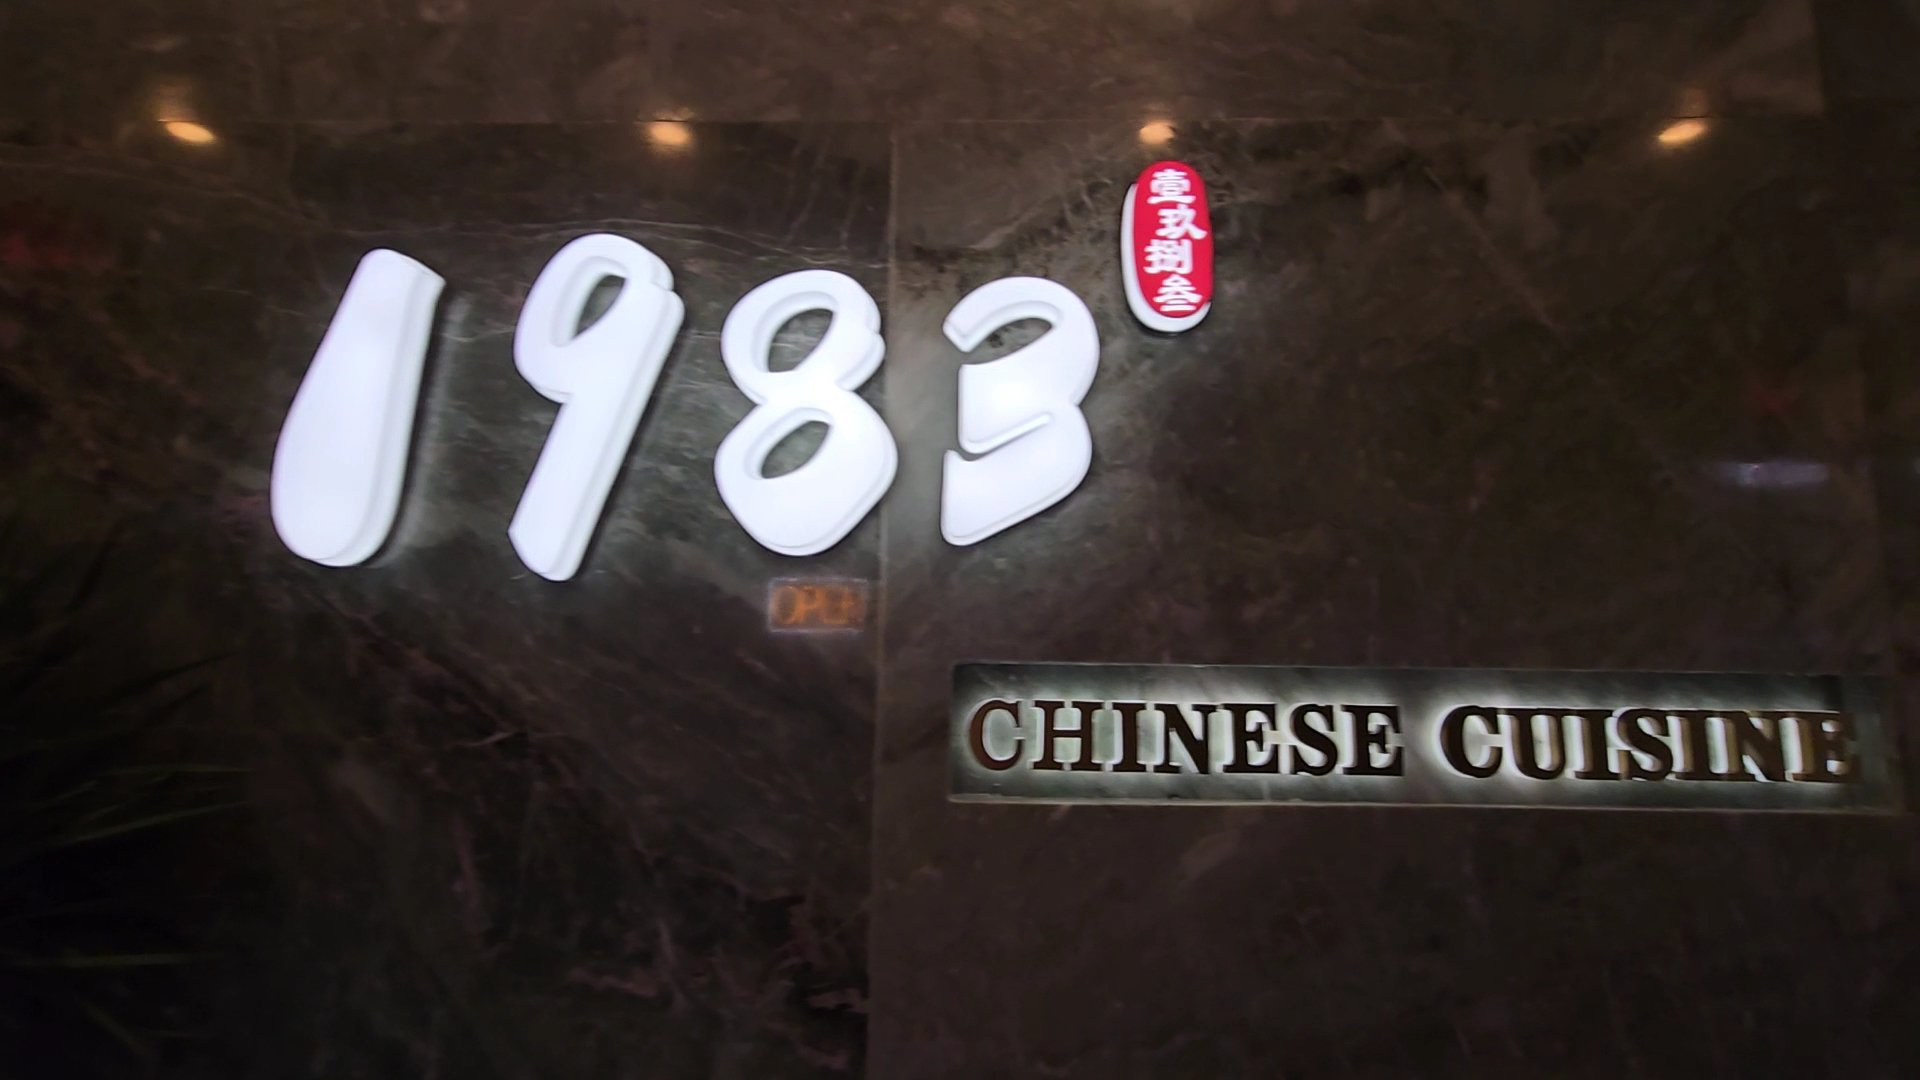 1983
壹玖捌叁
OPEN
CHINESE CUISINE